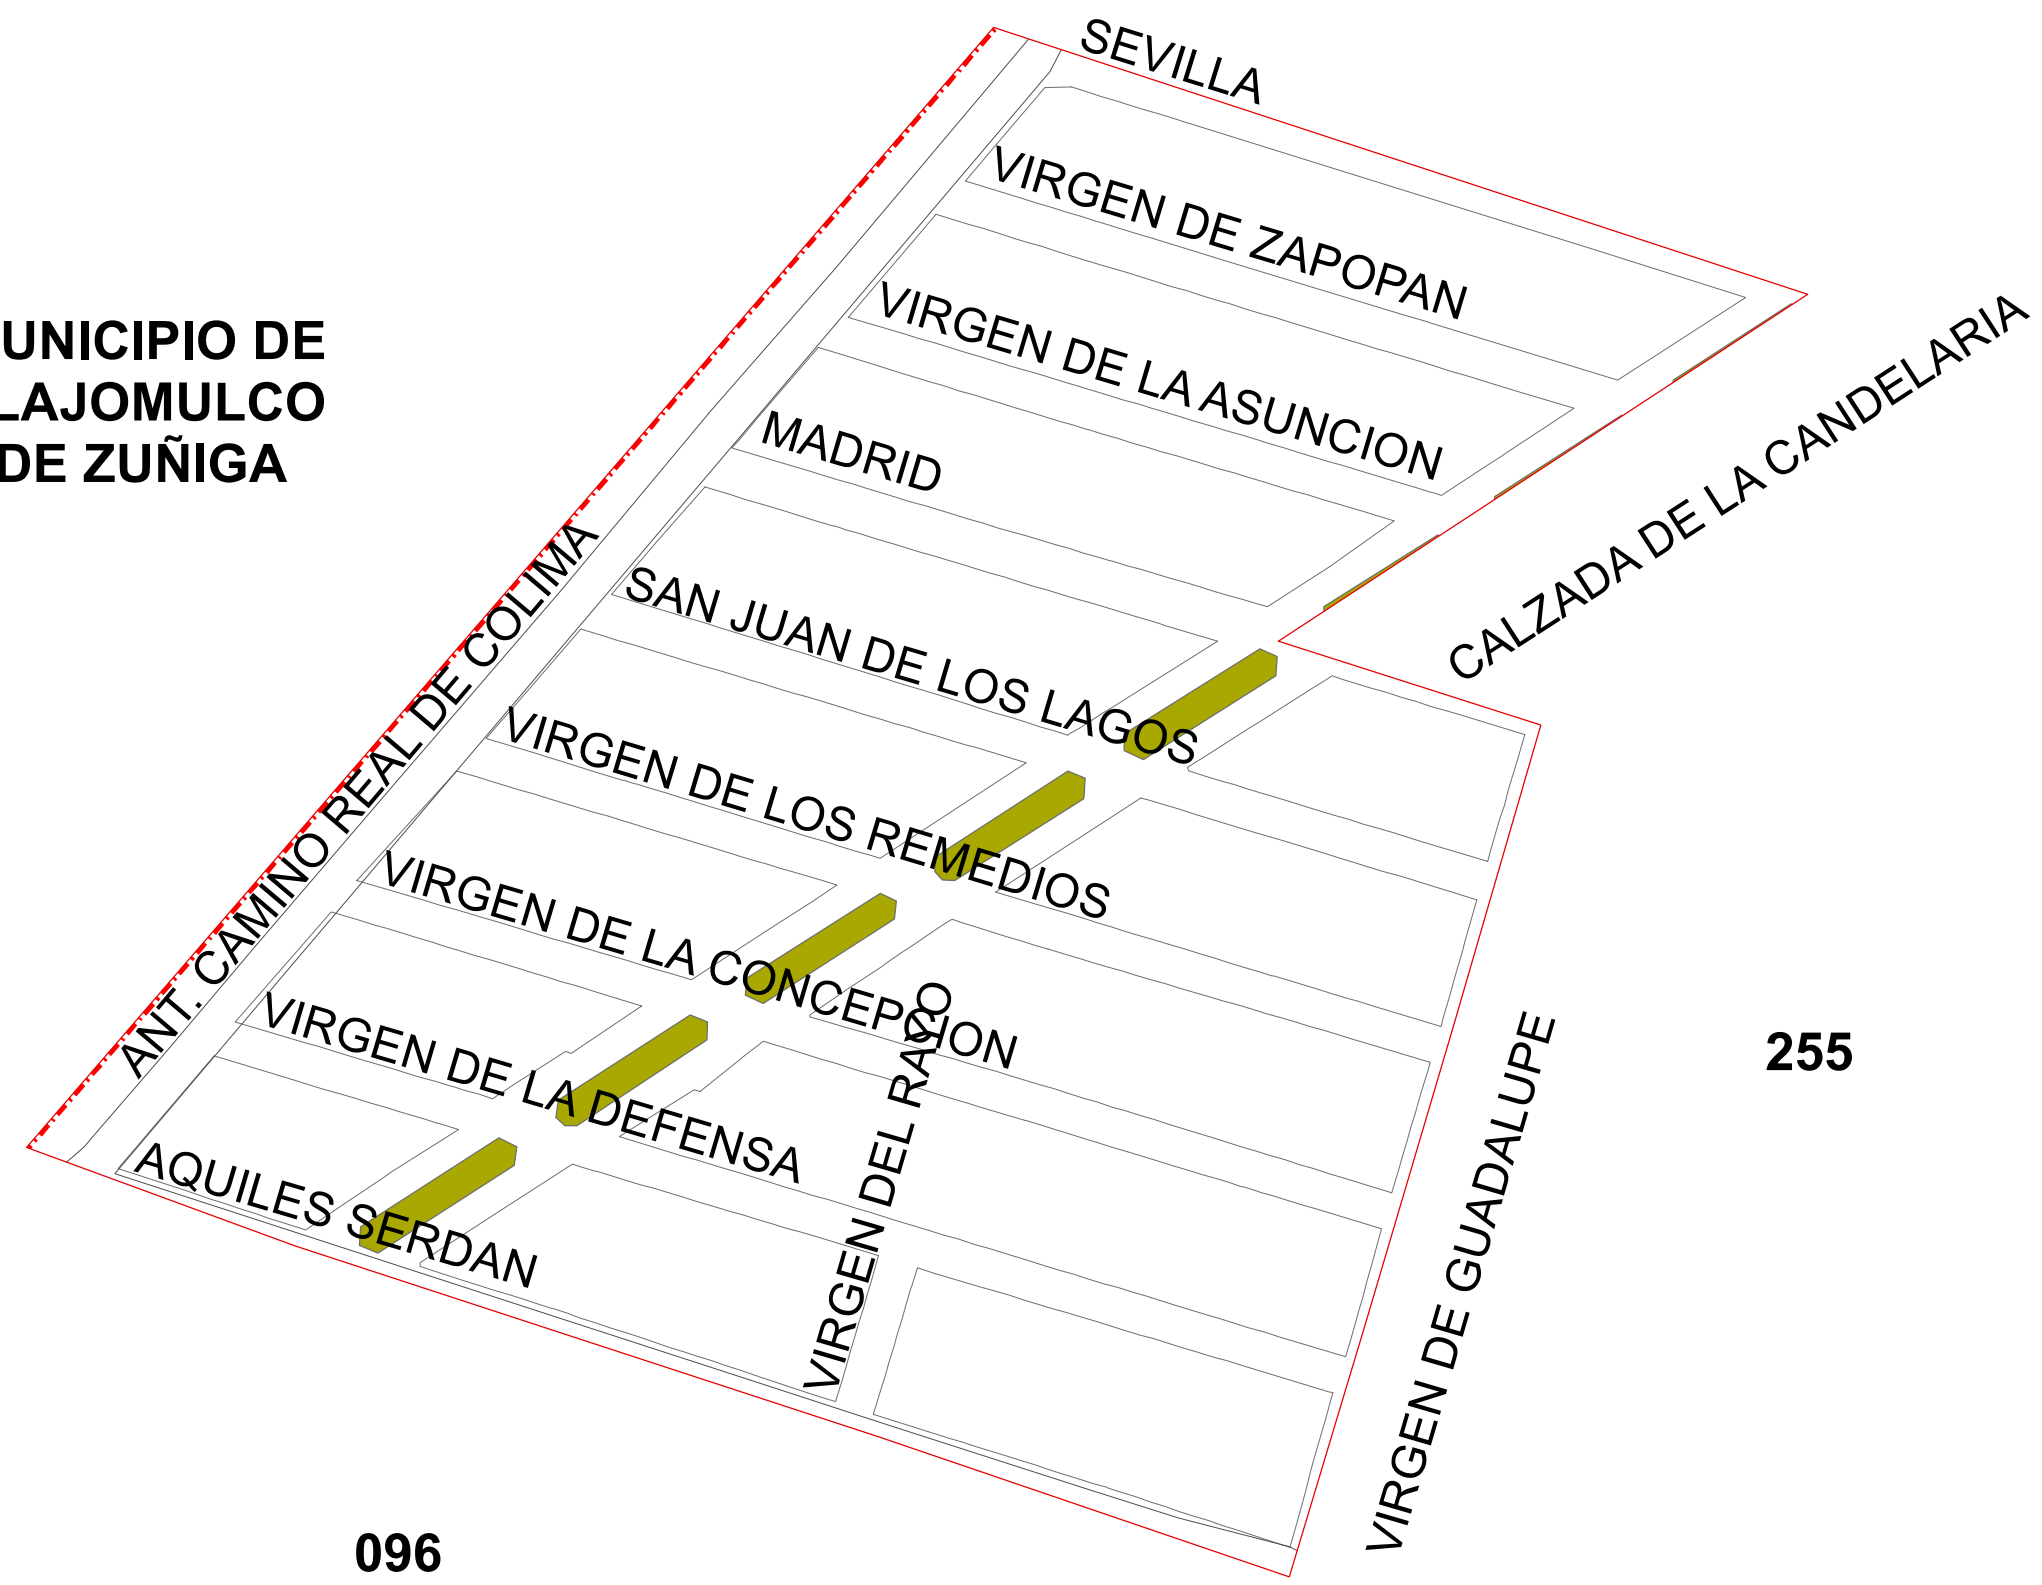 SEVILLA
VIRGEN DE ZAPOPAN
VIRGEN DE LA ASUNCION
CALZADA DE LA CANDELARIA
UNICIPIO DE
LAJOMULCO
DE ZUÑIGA
MADRID
SAN JUAN DE LOS LAGOS
ANT. CAMINO REAL DE COLIMA
VIRGEN DE LOS REMEDIOS
VIRGEN DE LA CONCEPCION
VIRGEN DE LA DEFENSA
VIRGEN DEL RAYO
VIRGEN DE GUADALUPE
255
AQUILES SERDAN
096